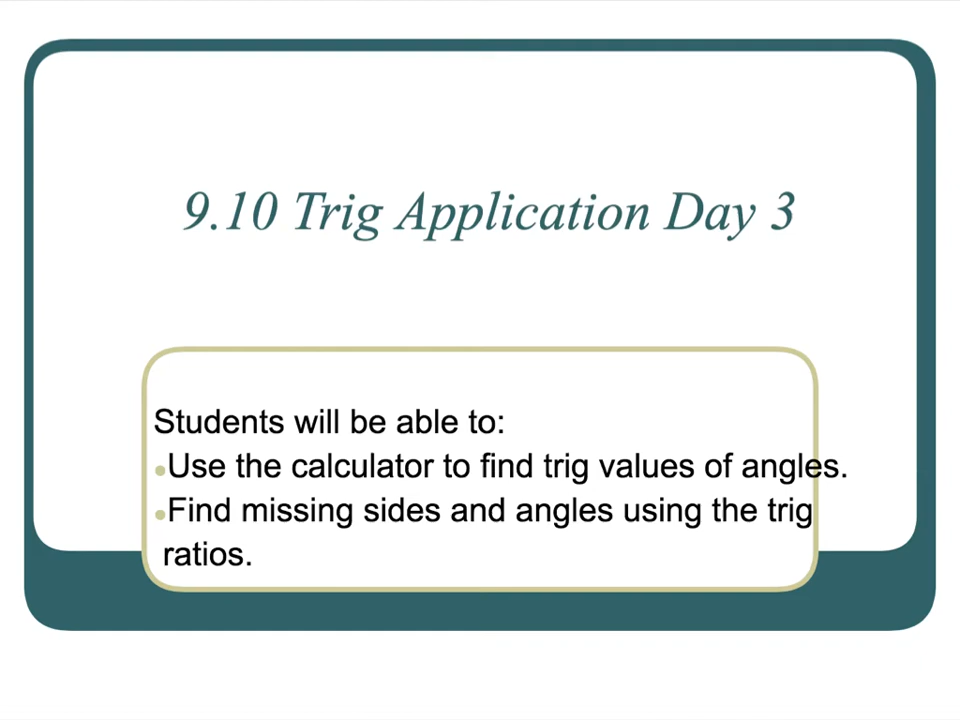 9.10 Trig Application Day 3
Students will be able to:
•Use the calculator to find trig values of angles.
•Find missing sides and angles using the trig
ratios.